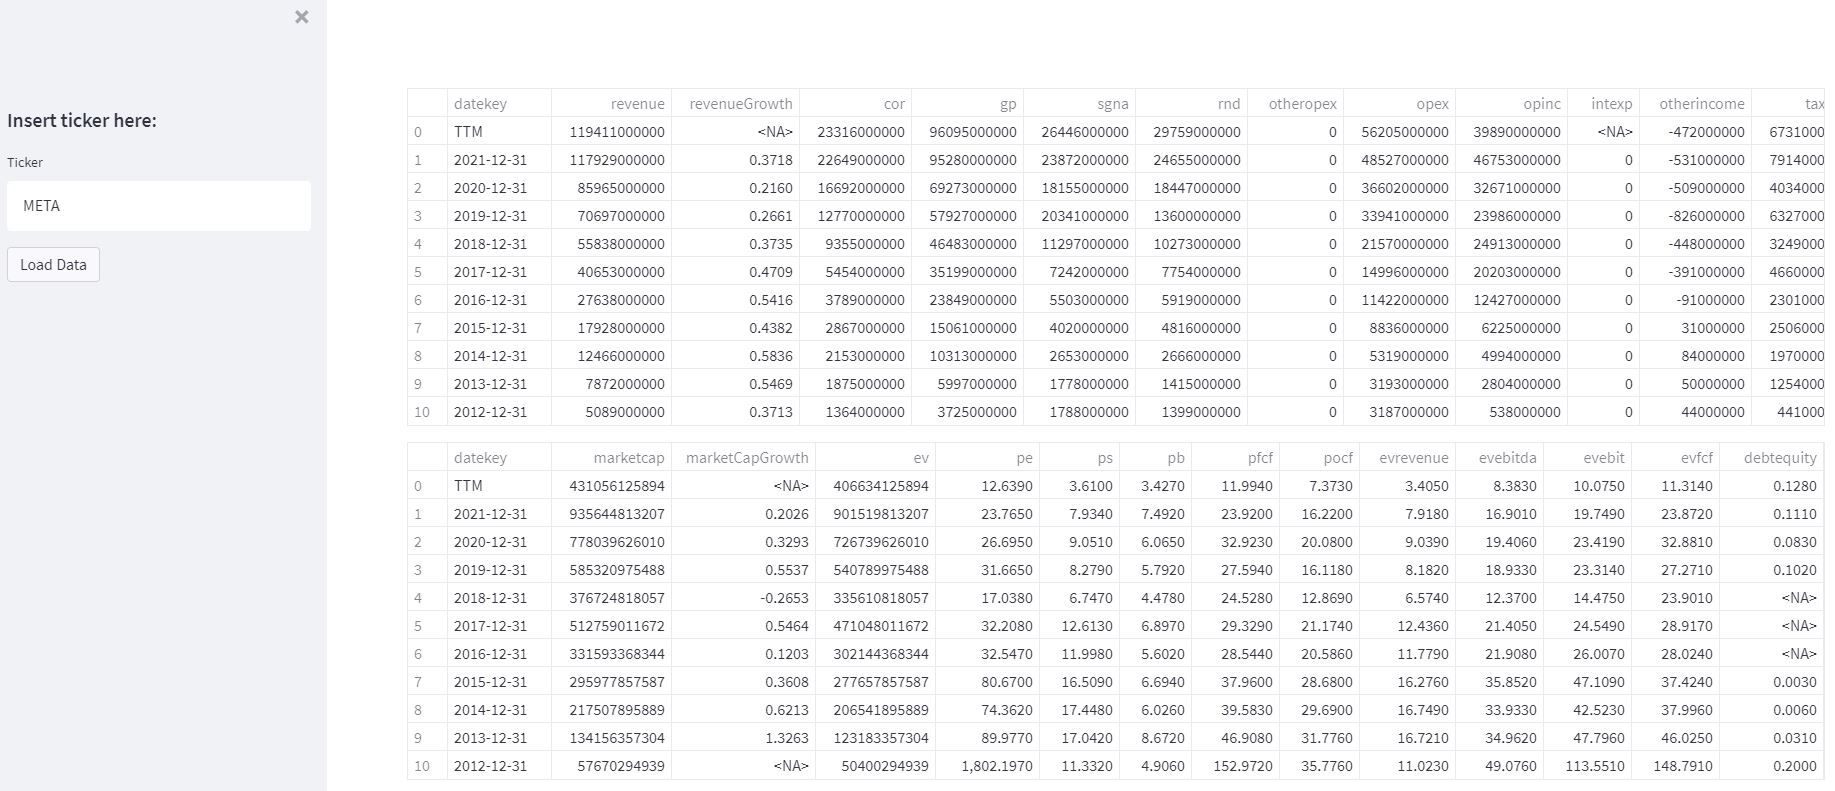 ×
Insert ticker here:
Ticker
META
Load Data
datekey revenue revenueGrowth cor gp sgna rnd otheropex opex opinc intexp otherincome tax
0 TTM 119411000000 <NA> 23316000000 96095000000 26446000000 29759000000 0 56205000000 39890000000 <NA> -472000000 6731000
1 2021-12-31 117929000000 0.3718 22649000000 95280000000 23872000000 24655000000 0 48527000000 46753000000 0 -531000000 7914000
2 2020-12-31 85965000000 0.2160 16692000000 69273000000 18155000000 18447000000 0 36602000000 32671000000 0 -509000000 4034000
3 2019-12-31 70697000000 0.2661 12770000000 57927000000 20341000000 13600000000 0 33941000000 23986000000 0 -826000000 6327000
4 2018-12-31 55838000000 0.3735 9355000000 46483000000 11297000000 10273000000 0 21570000000 24913000000 0 -448000000 3249000
5 2017-12-31 40653000000 0.4709 5454000000 35199000000 7242000000 7754000000 0 14996000000 20203000000 0 -391000000 4660000
6 2016-12-31 27638000000 0.5416 3789000000 23849000000 5503000000 5919000000 0 11422000000 12427000000 0 -91000000 2301000
7 2015-12-31 17928000000 0.4382 2867000000 15061000000 4020000000 4816000000 0 8836000000 6225000000 0 31000000 2506000
8 2014-12-31 12466000000 0.5836 2153000000 10313000000 2653000000 2666000000 0 5319000000 4994000000 0 84000000 1970000
9 2013-12-31 7872000000 0.5469 1875000000 5997000000 1778000000 1415000000 0 3193000000 2804000000 0 50000000 1254000
10 2012-12-31 5089000000 0.3713 1364000000 3725000000 1788000000 1399000000 0 3187000000 538000000 0 44000000 441000
datekey marketcap marketCapGrowth ev pe ps pb pfcf pocf evrevenue evebitda evebit evfcf debtequity
0 TTM 431056125894 <NA> 406634125894 12.6390 3.6100 3.4270 11.9940 7.3730 3.4050 8.3830 10.0750 11.3140 0.1280
1 2021-12-31 935644813207 0.2026 901519813207 23.7650 7.9340 7.4920 23.9200 16.2200 7.9180 16.9010 19.7490 23.8720 0.1110
2 2020-12-31 778039626010 0.3293 726739626010 26.6950 9.0510 6.0650 32.9230 20.0800 9.0390 19.4060 23.4190 32.8810 0.0830
3 2019-12-31 585320975488 0.5537 540789975488 31.6650 8.2790 5.7920 27.5940 16.1180 8.1820 18.9330 23.3140 27.2710 0.1020
4 2018-12-31 376724818057 -0.2653 335610818057 17.0380 6.7470 4.4780 24.5280 12.8690 6.5740 12.3700 14.4750 23.9010 <NA>
5 2017-12-31 512759011672 0.5464 471048011672 32.2080 12.6130 6.8970 29.3290 21.1740 12.4360 21.4050 24.5490 28.9170 <NA>
6 2016-12-31 331593368344 0.1203 302144368344 32.5470 11.9980 5.6020 28.5440 20.5860 11.7790 21.9080 26.0070 28.0240 <NA>
7 2015-12-31 295977857587 0.3608 277657857587 80.6700 16.5090 6.6940 37.9600 28.6800 16.2760 35.8520 47.1090 37.4240 0.0030
8 2014-12-31 217507895889 0.6213 206541895889 74.3620 17.4480 6.0260 39.5830 29.6900 16.7490 33.9330 42.5230 37.9960 0.0060
9 2013-12-31 134156357304 1.3263 123183357304 89.9770 17.0420 8.6720 46.9080 31.7760 16.7210 34.9620 47.7960 46.0250 0.0310
10 2012-12-31 57670294939 <NA> 50400294939 1,802.1970 11.3320 4.9060 152.9720 35.7760 11.0230 49.0760 113.5510 148.7910 0.2000